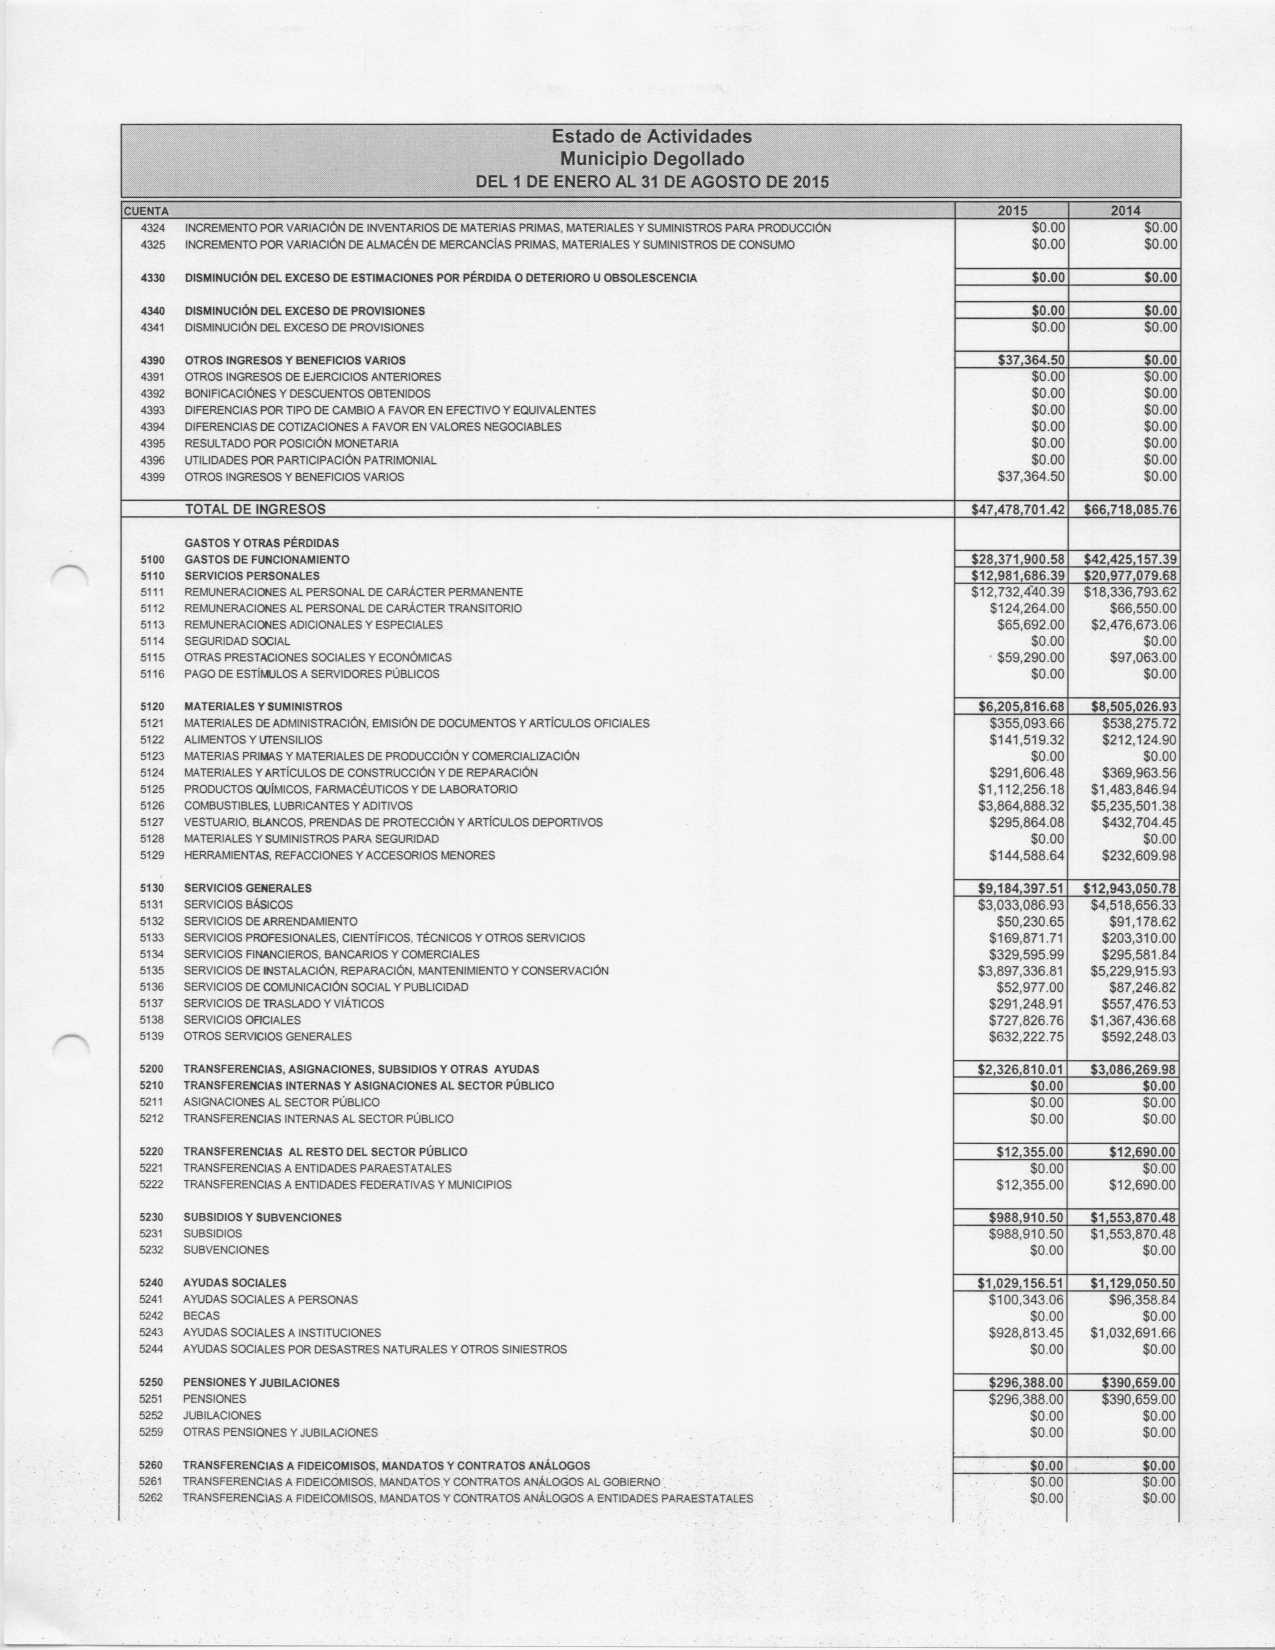 Estado de Actividades
Municipio Degollado
DEL 1 DE ENERO AL 31 DE AGOSTO DE 2015
CUENTA 2015 2014
4324 INCREMENTO POR VARIACIÓN DE INVENTARIOS DE MATERIAS PRIMAS, MATERIALES Y SUMINISTROS PARA PRODUCCIÓN $0.00 $0.00
4325 INCREMENTO POR VARIACIÓN DE ALMACÉN DE MERCANCÍAS PRIMAS, MATERIALES Y SUMINISTROS DE CONSUMO $0.00 $0.00
4330 DISMINUCIÓN DEL EXCESO DE ESTIMACIONES POR PÉRDIDA O DETERIORO U OBSOLESCENCIA $0.00 $0.00
4340 DISMINUCIÓN DEL EXCESO DE PROVISIONES $0.00 $0.00
4341 DISMINUCIÓN DEL EXCESO DE PROVISIONES $0.00 $0.00
4390 OTROS INGRESOS Y BENEFICIOS VARIOS $37,364.50 $0.00
4391 OTROS INGRESOS DE EJERCICIOS ANTERIORES $0.00 $0.00
4392 BONIFICACIÓNES Y DESCUENTOS OBTENIDOS $0.00 $0.00
4393 DIFERENCIAS POR TIPO DE CAMBIO A FAVOR EN EFECTIVO Y EQUIVALENTES $0.00 $0.00
4394 DIFERENCIAS DE COTIZACIONES A FAVOR EN VALORES NEGOCIABLES $0.00 $0.00
4395 RESULTADO POR POSICIÓN MONETARIA $0.00 $0.00
4396 UTILIDADES POR PARTICIPACIÓN PATRIMONIAL $0.00 $0.00
4399 OTROS INGRESOS Y BENEFICIOS VARIOS $37,364.50 $0.00
TOTAL DE INGRESOS $47,478,701.42 $66,718,085.76
GASTOS Y OTRAS PÉRDIDAS
5100 GASTOS DE FUNCIONAMIENTO $28,371,900.58 $42,425,157.39
5110 SERVICIOS PERSONALES $12,981,686.39 $20,977,079.68
5111 REMUNERACIONES AL PERSONAL DE CARÁCTER PERMANENTE $12,732,440.39 $18,336,793.62
5112 REMUNERACIONES AL PERSONAL DE CARÁCTER TRANSITORIO $124,264.00 $66,550.00
5113 REMUNERACIONES ADICIONALES Y ESPECIALES $65,692.00 $2,476,673.06
5114 SEGURIDAD SOCIAL $0.00 $0.00
5115 OTRAS PRESTACIONES SOCIALES Y ECONÓMICAS $59,290.00 $97,063.00
5116 PAGO DE ESTÍMULOS A SERVIDORES PÚBLICOS $0.00 $0.00
5120 MATERIALES Y SUMINISTROS $6,205,816.68 $8,505,026.93
5121 MATERIALES DE ADMINISTRACIÓN, EMISIÓN DE DOCUMENTOS Y ARTÍCULOS OFICIALES $355,093.66 $538,275.72
5122 ALIMENTOS Y UTENSILIOS $141,519.32 $212,124.90
5123 MATERIAS PRIMAS Y MATERIALES DE PRODUCCIÓN Y COMERCIALIZACIÓN $0.00 $0.00
5124 MATERIALES Y ARTÍCULOS DE CONSTRUCCIÓN Y DE REPARACIÓN $291,606.48 $369,963.56
5125 PRODUCTOS QUÍMICOS, FARMACÉUTICOS Y DE LABORATORIO $1,112,256.18 $1,483,846.94
5126 COMBUSTIBLES, LUBRICANTES Y ADITIVOS $3,864,888.32 $5,235,501.38
5127 VESTUARIO, BLANCOS, PRENDAS DE PROTECCIÓN Y ARTÍCULOS DEPORTIVOS $295,864.08 $432,704.45
5128 MATERIALES Y SUMINISTROS PARA SEGURIDAD $0.00 $0.00
5129 HERRAMIENTAS, REFACCIONES Y ACCESORIOS MENORES $144,588.64 $232,609.98
5130 SERVICIOS GENERALES $9,184,397.51 $12,943,050.78
5131 SERVICIOS BÁSICOS $3,033,086.93 $4,518,656.33
5132 SERVICIOS DE ARRENDAMIENTO $50,230.65 $91,178.62
5133 SERVICIOS PROFESIONALES, CIENTÍFICOS, TÉCNICOS Y OTROS SERVICIOS $169,871.71 $203,310.00
5134 SERVICIOS FINANCIEROS, BANCARIOS Y COMERCIALES $329,595.99 $295,581.84
5135 SERVICIOS DE INSTALACIÓN, REPARACIÓN, MANTENIMIENTO Y CONSERVACIÓN $3,897,336.81 $5,229,915.93
5136 SERVICIOS DE COMUNICACIÓN SOCIAL Y PUBLICIDAD $52,977.00 $87,246.82
5137 SERVICIOS DE TRASLADO Y VIÁTICOS $291,248.91 $557,476.53
5138 SERVICIOS OFICIALES $727,826.76 $1,367,436.68
5139 OTROS SERVICIOS GENERALES $632,222.75 $592,248.03
5200 TRANSFERENCIAS, ASIGNACIONES, SUBSIDIOS Y OTRAS AYUDAS $2,326,810.01 $3,086,269.98
5210 TRANSFERENCIAS INTERNAS Y ASIGNACIONES AL SECTOR PÚBLICO $0.00 $0.00
5211 ASIGNACIONES AL SECTOR PÚBLICO $0.00 $0.00
5212 TRANSFERENCIAS INTERNAS AL SECTOR PÚBLICO $0.00 $0.00
5220 TRANSFERENCIAS AL RESTO DEL SECTOR PÚBLICO $12,355.00 $12,690.00
5221 TRANSFERENCIAS A ENTIDADES PARAESTATALES $0.00 $0.00
5222 TRANSFERENCIAS A ENTIDADES FEDERATIVAS Y MUNICIPIOS $12,355.00 $12,690.00
5230 SUBSIDIOS Y SUBVENCIONES $988,910.50 $1,553,870.48
5231 SUBSIDIOS $988,910.50 $1,553,870.48
5232 SUBVENCIONES $0.00 $0.00
5240 AYUDAS SOCIALES $1,029,156.51 $1,129,050.50
5241 AYUDAS SOCIALES A PERSONAS $100,343.06 $96,358.84
5242 BECAS $0.00 $0.00
5243 AYUDAS SOCIALES A INSTITUCIONES $928,813.45 $1,032,691.66
5244 AYUDAS SOCIALES POR DESASTRES NATURALES Y OTROS SINIESTROS $0.00 $0.00
5250 PENSIONES Y JUBILACIONES $296,388.00 $390,659.00
5251 PENSIONES $296,388.00 $390,659.00
5252 JUBILACIONES $0.00 $0.00
5259 OTRAS PENSIONES Y JUBILACIONES $0.00 $0.00
5260 TRANSFERENCIAS A FIDEICOMISOS, MANDATOS Y CONTRATOS ANÁLOGOS $0.00 $0.00
5261 TRANSFERENCIAS A FIDEICOMISOS, MANDATOS Y CONTRATOS ANÁLOGOS AL GOBIERNO $0.00 $0.00
5262 TRANSFERENCIAS A FIDEICOMISOS, MANDATOS Y CONTRATOS ANÁLOGOS A ENTIDADES PARAESTATALES $0.00 $0.00